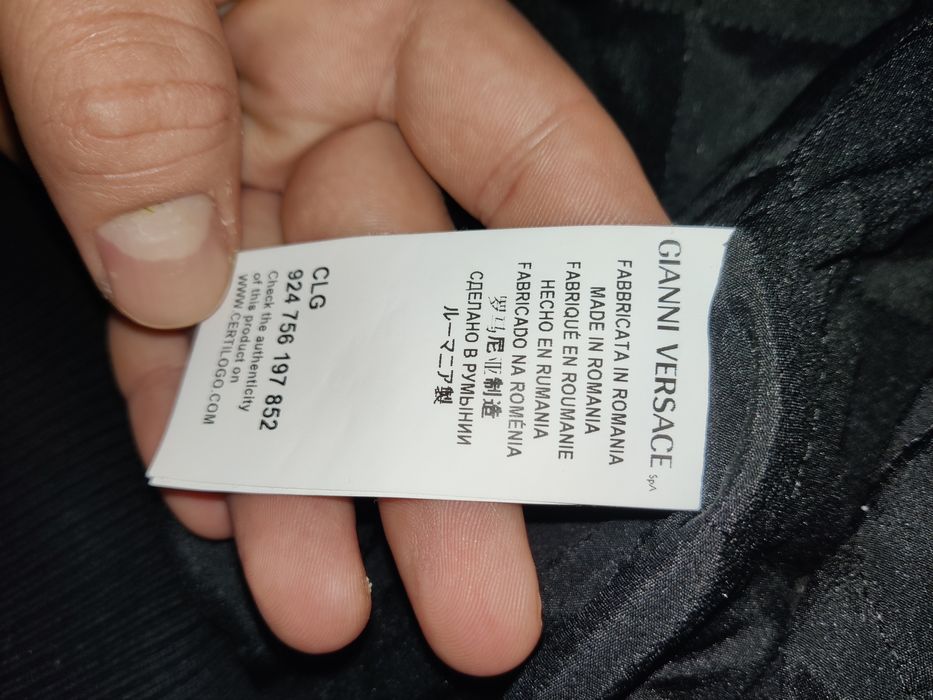 GIANNI VERSACE SpA
FABBRICATA IN ROMANIA
MADE IN ROMANIA
FABRIQUÉ EN ROUMANIE
HECHO EN RUMANIA
FABRICADO NA ROMÉNIA
罗马尼亚制造
СДЕЛАНО В РУМЫНИИ
ルーマニア製
CLG
924 756 197 852
Check the authenticity
of this product on
WWW.CERTILOGO.COM